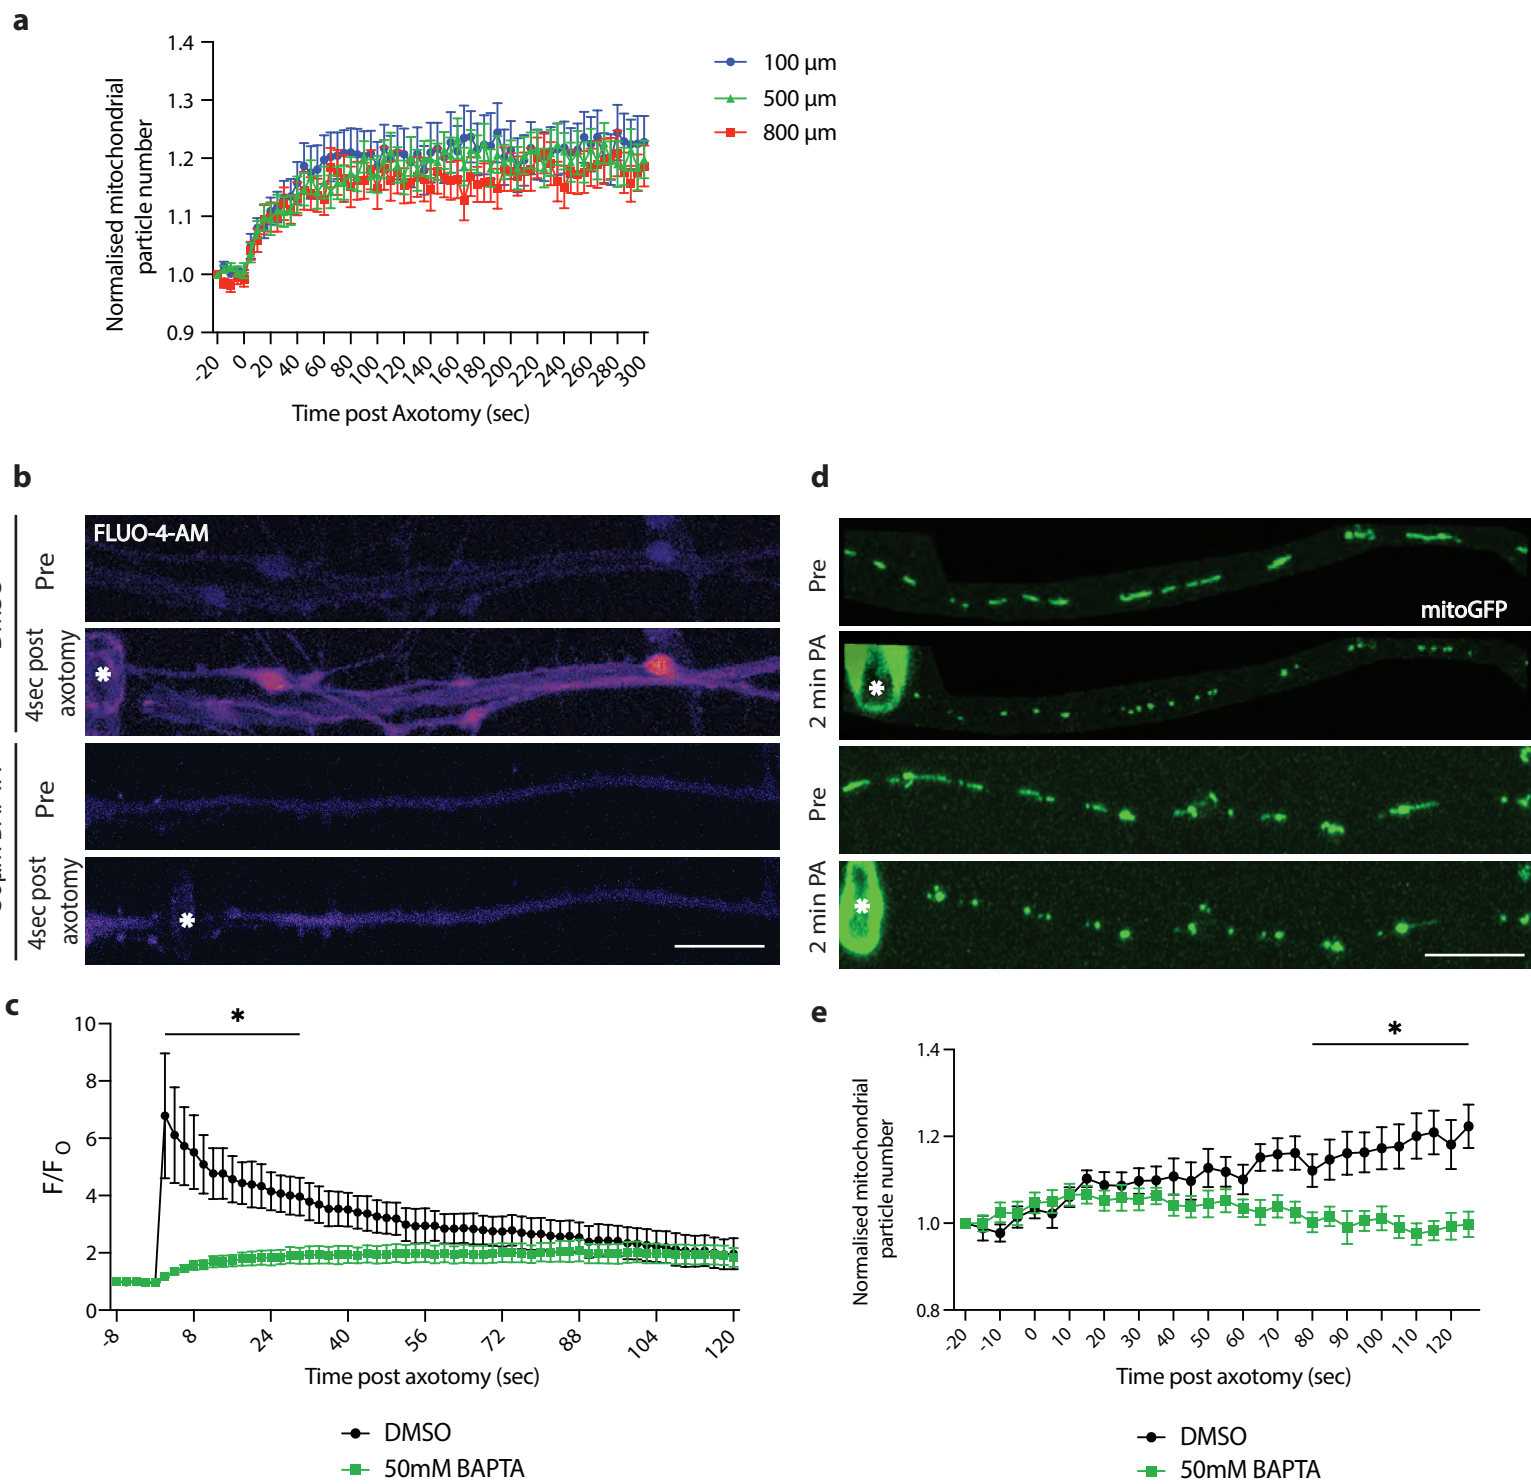 a
1.4
1.3
1.2
1.1
1.0
0.9
Normalised mitochondrial
particle number
-20 0 20 40 60 80 100 120 140 160 180 200 220 240 260 280 300
Time post Axotomy (sec)
100 µm
500 µm
800 µm
b
FLUO-4-AM
Pre
4sec post
axotomy
*
Pre
4sec post
axotomy
*
d
Pre
mitoGFP
2 min PA
*
Pre
2 min PA
*
c
*
10
8
6
4
2
0
F/FO
-8 8 24 40 56 72 88 104 120
Time post axotomy (sec)
DMSO
50mM BAPTA
e
*
1.4
1.2
1.0
0.8
Normalised mitochondrial
particle number
-20 -10 0 10 20 30 40 50 60 70 80 90 100 110 120
Time post axotomy (sec)
DMSO
50mM BAPTA